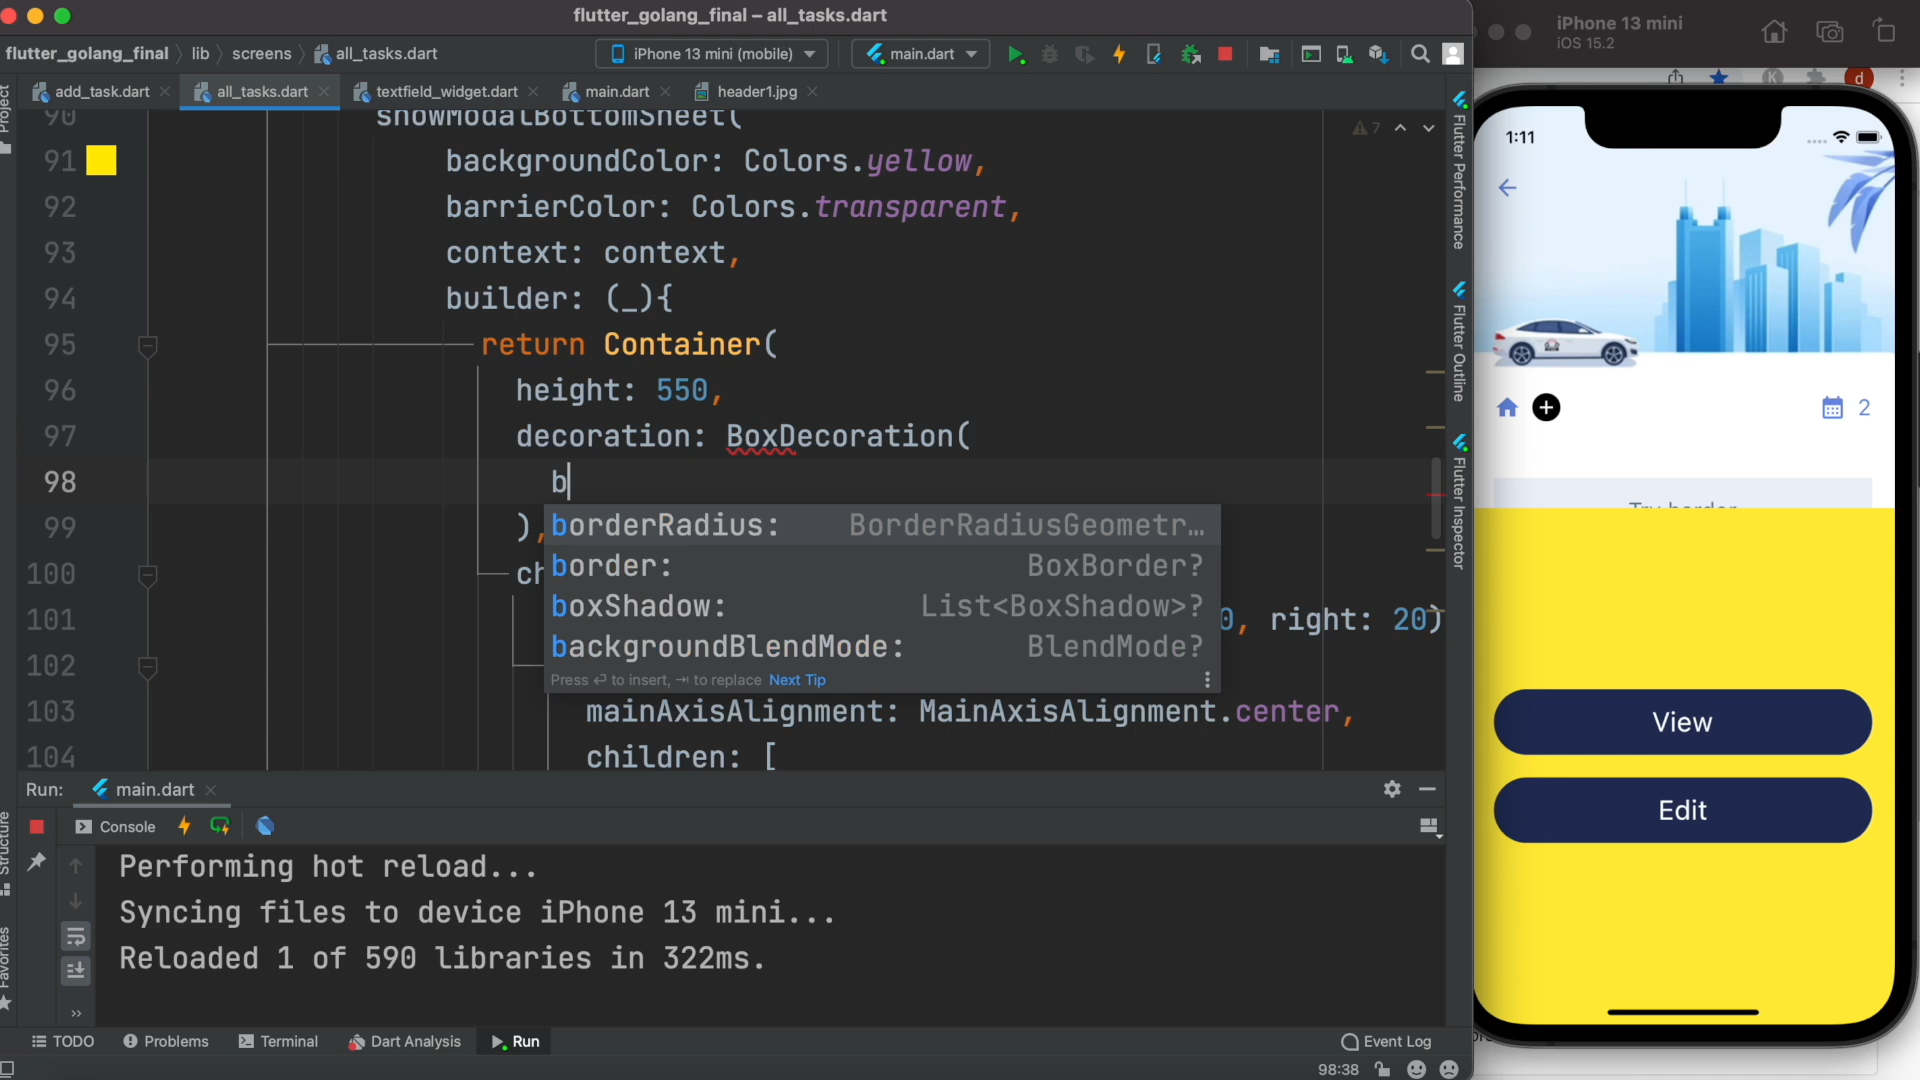 flutter_golang_final – all_tasks.dart
flutter_golang_final
lib
screens
all_tasks.dart
iPhone 13 mini (mobile)
main.dart
add_task.dart
all_tasks.dart
textfield_widget.dart
main.dart
header1.jpg
Project
90 showModalBottomSheet(
7
91 backgroundColor: Colors.yellow,
92 barrierColor: Colors.transparent,
93 context: context,
94 builder: (_){
95 return Container(
96 height: 550,
97 decoration: BoxDecoration(
98 b
99 ),
100 ch
101 0, right: 20)
102
103 mainAxisAlignment: MainAxisAlignment.center,
104 children: [
borderRadius: BorderRadiusGeometr…
border: BoxBorder?
boxShadow: List<BoxShadow>?
backgroundBlendMode: BlendMode?
Press ↵ to insert, ⇥ to replace Next Tip
Flutter Performance
Flutter Outline
Flutter Inspector
Run:
main.dart
Console
Structure
Favorites
Performing hot reload...
Syncing files to device iPhone 13 mini...
Reloaded 1 of 590 libraries in 322ms.
TODO
Problems
Terminal
Dart Analysis
Run
Event Log
98:38
iPhone 13 mini
iOS 15.2
K
d
1:11
2
View
Edit